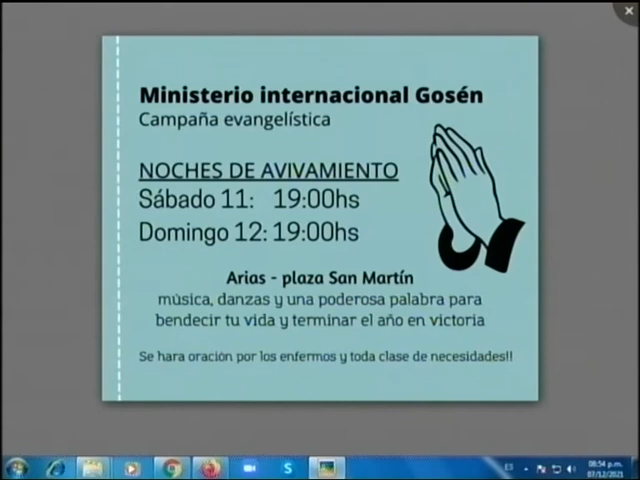 Ministerio internacional Gosén
Campaña evangelística
NOCHES DE AVIVAMIENTO
Sábado 11: 19:00hs
Domingo 12: 19:00hs
Arias - plaza San Martín
música, danzas y una poderosa palabra para
bendecir tu vida y terminar el año en victoria
Se hara oración por los enfermos y toda clase de necesidades!!
ES
08:54 p.m.
07/12/2021